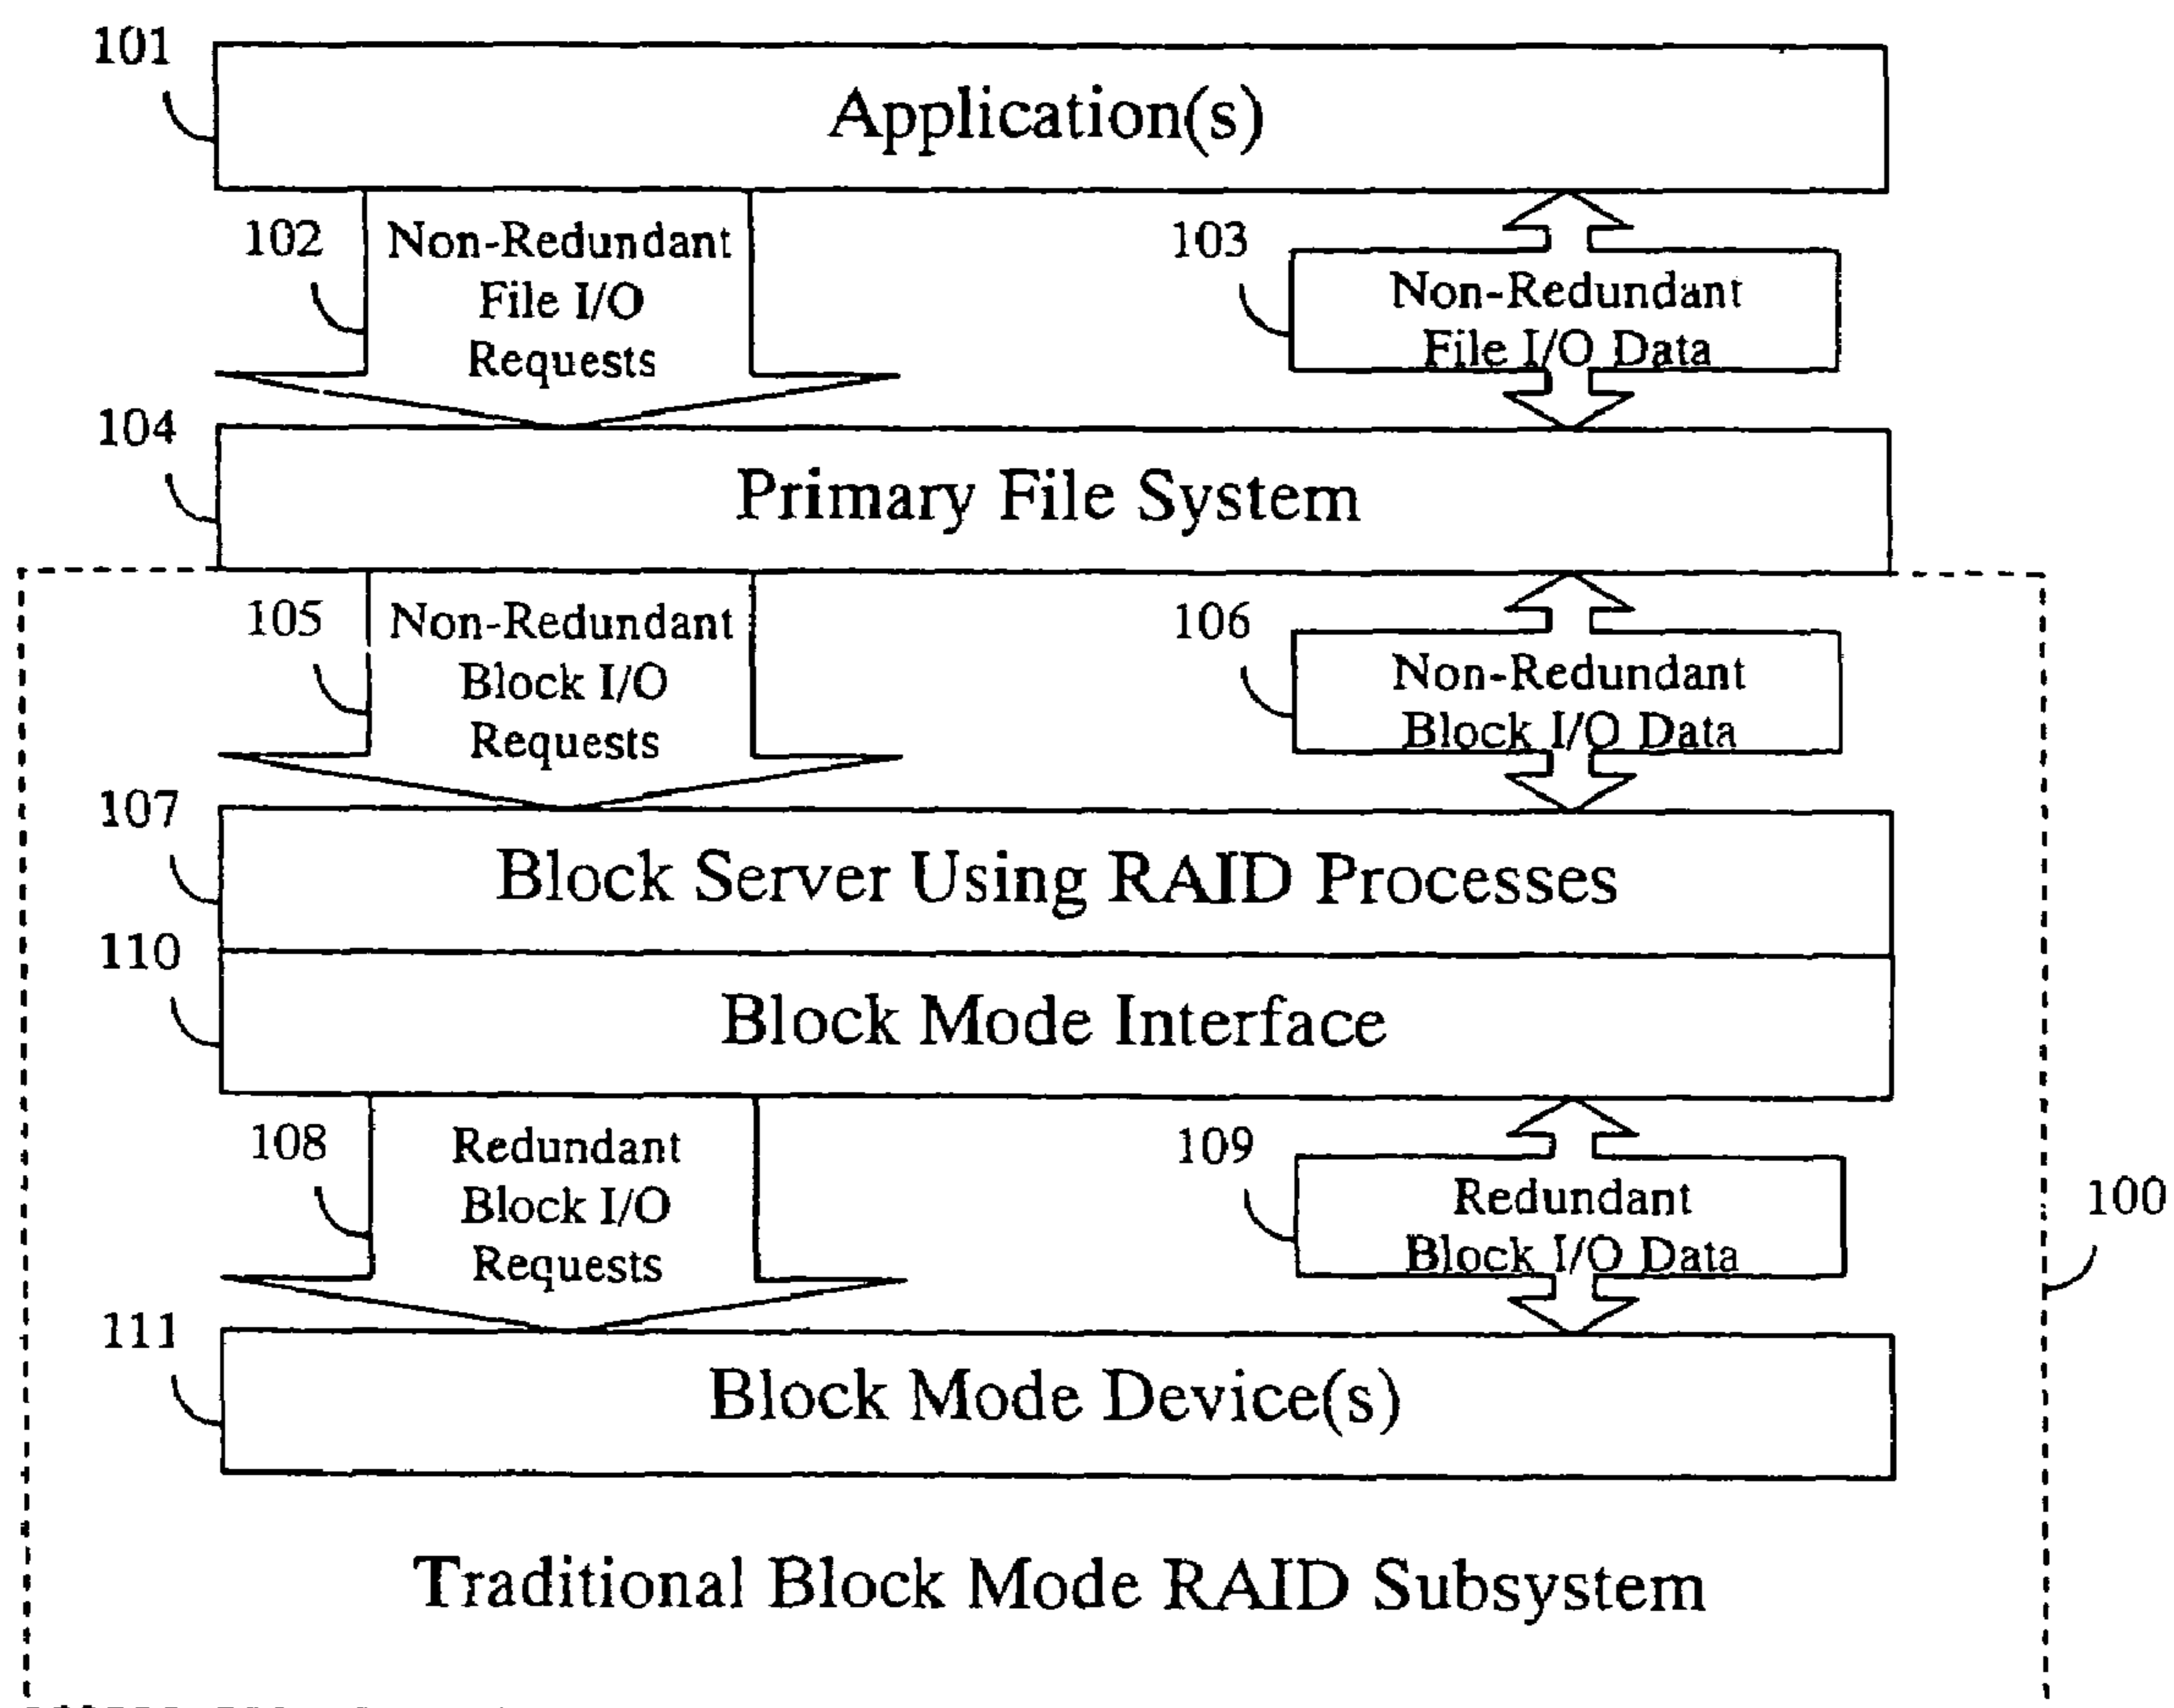 101
Application(s)
102
Non-Redundant
File I/O
Requests
103
Non-Redundant
File I/O Data
104
Primary File System
105
Non-Redundant
Block I/O
Requests
106
Non-Redundant
Block I/O Data
107
Block Server Using RAID Processes
110
Block Mode Interface
108
Redundant
Block I/O
Requests
109
Redundant
Block I/O Data
100
111
Block Mode Device(s)
Traditional Block Mode RAID Subsystem